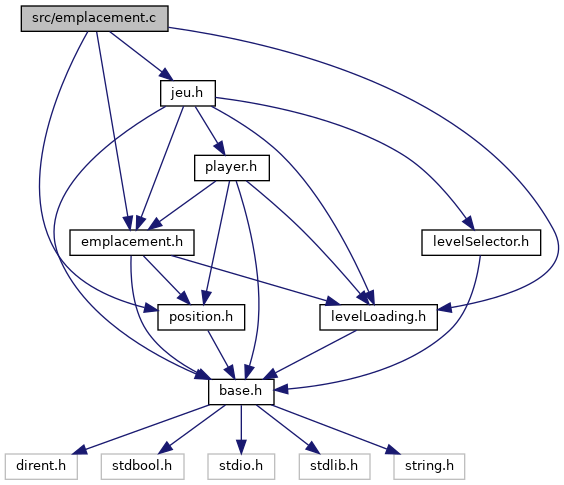 src/emplacement.c
jeu.h
player.h
emplacement.h
levelSelector.h
position.h
levelLoading.h
base.h
dirent.h
stdbool.h
stdio.h
stdlib.h
string.h